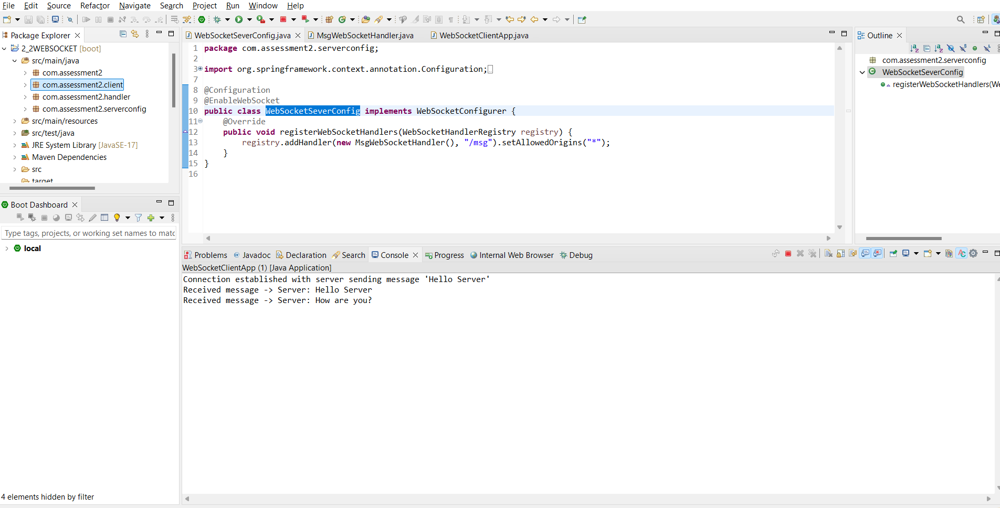 File Edit Source Refactor Navigate Search Project Run Window Help
Package Explorer
2_2WEBSOCKET [boot]
src/main/java
com.assessment2
com.assessment2.client
com.assessment2.handler
com.assessment2.serverconfig
src/main/resources
src/test/java
JRE System Library [JavaSE-17]
Maven Dependencies
src
target
Boot Dashboard
Type tags, projects, or working set names to matc
local
4 elements hidden by filter
WebSocketSeverConfig.java MsgWebSocketHandler.java WebSocketClientApp.java
1 package com.assessment2.serverconfig;
2
3 import org.springframework.context.annotation.Configuration;
7
8 @Configuration
9 @EnableWebSocket
10 public class WebSocketSeverConfig implements WebSocketConfigurer {
11 @Override
12 public void registerWebSocketHandlers(WebSocketHandlerRegistry registry) {
13 registry.addHandler(new MsgWebSocketHandler(), "/msg").setAllowedOrigins("*");
14 }
15 }
16
Outline
com.assessment2.serverconfig
WebSocketSeverConfig
registerWebSocketHandlers(We
Problems @ Javadoc Declaration Search Console Progress Internal Web Browser Debug
WebSocketClientApp (1) [Java Application]
Connection established with server sending message 'Hello Server'
Received message -> Server: Hello Server
Received message -> Server: How are you?